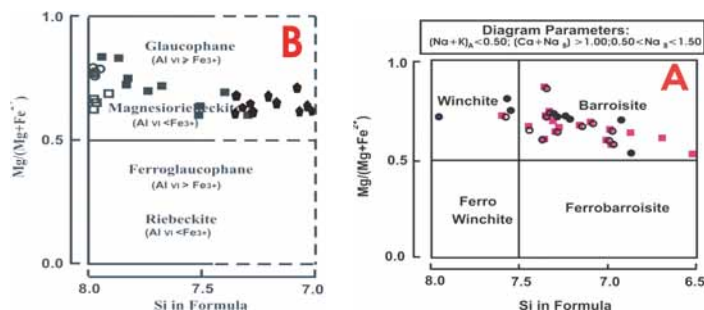 B
1.0
0.5
0.0
Mg/(Mg+Fe²⁺)
Glaucophane
(Al VI ⩾ Fe3+)
Magnesioriebeckite
(Al VI <Fe3+)
Ferroglaucophane
(Al VI > Fe3+)
Riebeckite
(Al VI <Fe3+)
8.0 7.5 7.0
Si in Formula
Diagram Parameters:
(Na+K)A<0.50; (Ca+Na B) >1.00;0.50<Na B<1.50
A
1.0
0.5
0.0
Mg/(Mg+Fe²⁺)
Winchite
Barroisite
Ferro
Winchite
Ferrobarroisite
8.0 7.5 7.0 6.5
Si in Formula